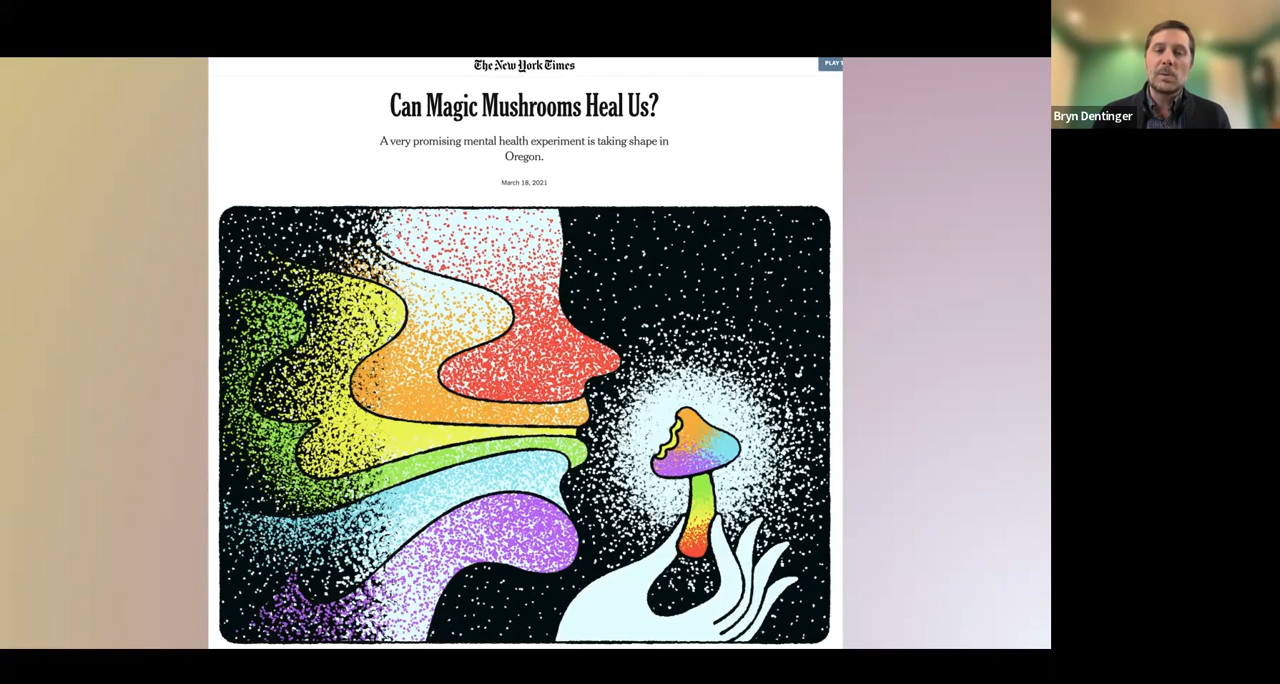 The New York Times
PLAY
Can Magic Mushrooms Heal Us?
A very promising mental health experiment is taking shape in
Oregon.
March 18, 2021
Bryn Dentinger